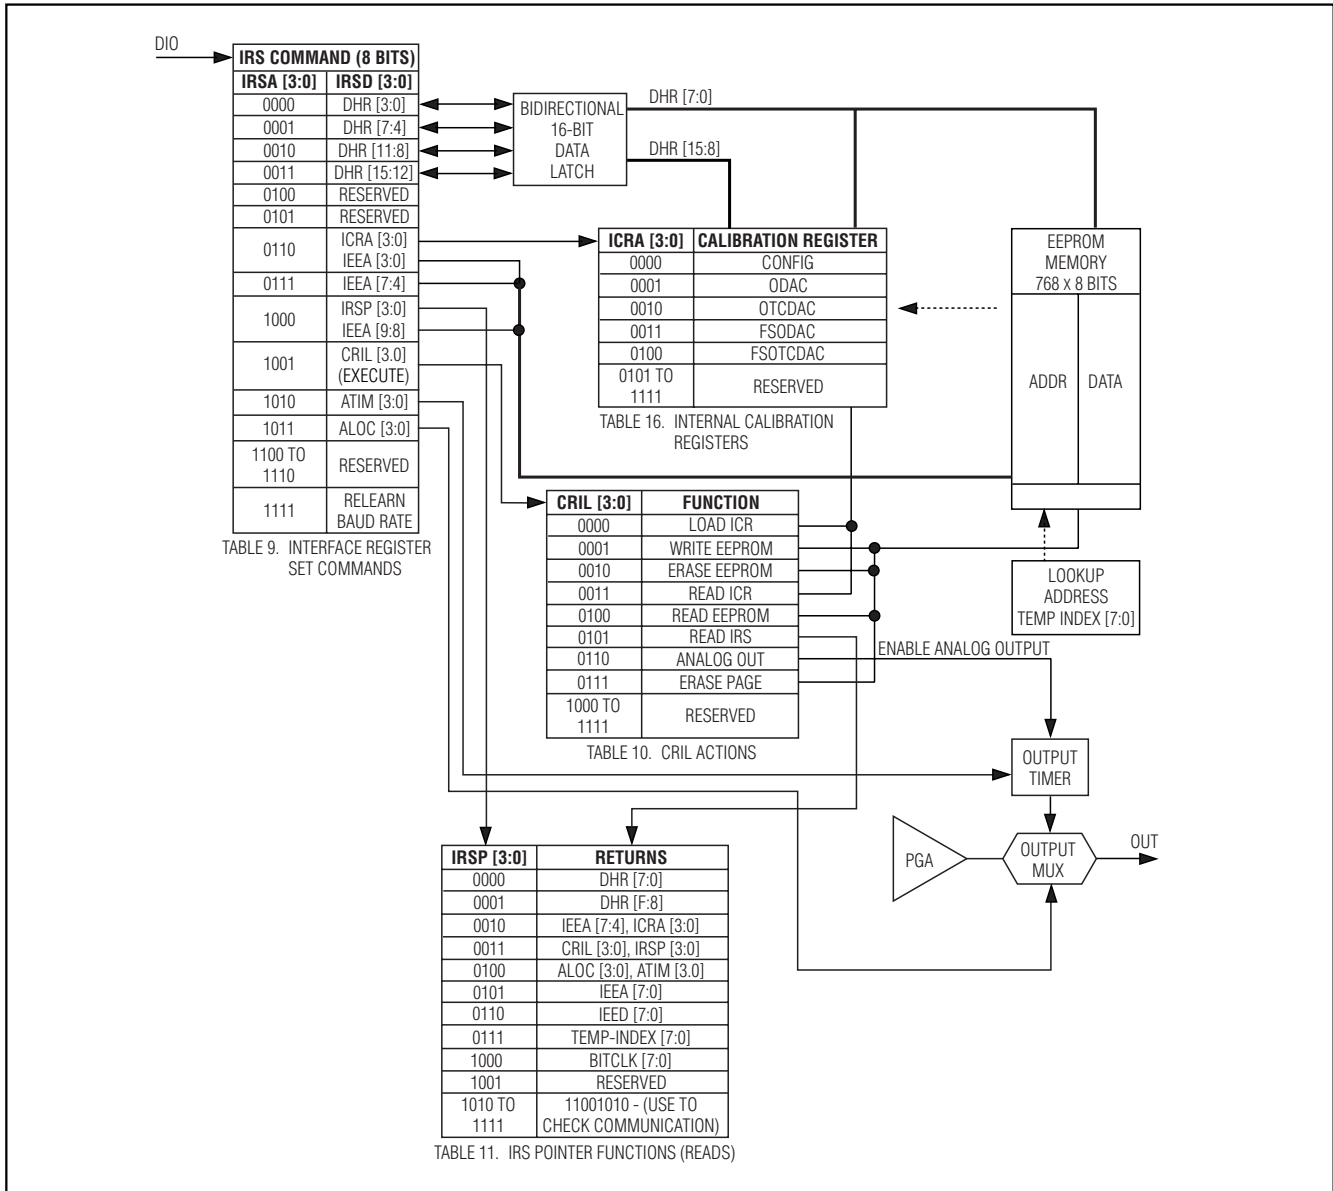 DIO
IRS COMMAND (8 BITS)
IRSA [3:0] IRSD [3:0]
0000 DHR [3:0]
0001 DHR [7:4]
0010 DHR [11:8]
0011 DHR [15:12]
0100 RESERVED
0101 RESERVED
0110 ICRA [3:0]
IEEA [3:0]
0111 IEEA [7:4]
1000 IRSP [3:0]
IEEA [9:8]
1001 CRIL [3.0]
(EXECUTE)
1010 ATIM [3:0]
1011 ALOC [3:0]
1100 TO
1110 RESERVED
1111 RELEARN
BAUD RATE
TABLE 9. INTERFACE REGISTER
SET COMMANDS
BIDIRECTIONAL
16-BIT
DATA
LATCH
DHR [7:0]
DHR [15:8]
ICRA [3:0] CALIBRATION REGISTER
0000 CONFIG
0001 ODAC
0010 OTCDAC
0011 FSODAC
0100 FSOTCDAC
0101 TO
1111 RESERVED
TABLE 16. INTERNAL CALIBRATION
REGISTERS
EEPROM
MEMORY
768 X 8 BITS
ADDR DATA
LOOKUP
ADDRESS
TEMP INDEX [7:0]
CRIL [3:0] FUNCTION
0000 LOAD ICR
0001 WRITE EEPROM
0010 ERASE EEPROM
0011 READ ICR
0100 READ EEPROM
0101 READ IRS
0110 ANALOG OUT
0111 ERASE PAGE
1000 TO
1111 RESERVED
TABLE 10. CRIL ACTIONS
ENABLE ANALOG OUTPUT
OUTPUT
TIMER
PGA
OUTPUT
MUX
OUT
IRSP [3:0] RETURNS
0000 DHR [7:0]
0001 DHR [F:8]
0010 IEEA [7:4], ICRA [3:0]
0011 CRIL [3:0], IRSP [3:0]
0100 ALOC [3:0], ATIM [3.0]
0101 IEEA [7:0]
0110 IEED [7:0]
0111 TEMP-INDEX [7:0]
1000 BITCLK [7:0]
1001 RESERVED
1010 TO 11001010 - (USE TO
1111 CHECK COMMUNICATION)
TABLE 11. IRS POINTER FUNCTIONS (READS)